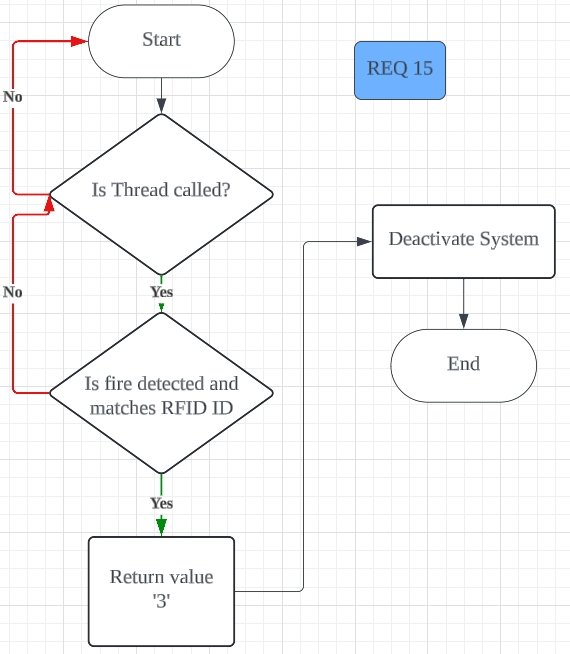 Start
REQ 15
No
Is Thread called?
Deactivate System
Yes
No
End
Is fire detected and
matches RFID ID
Yes
Return value
'3'